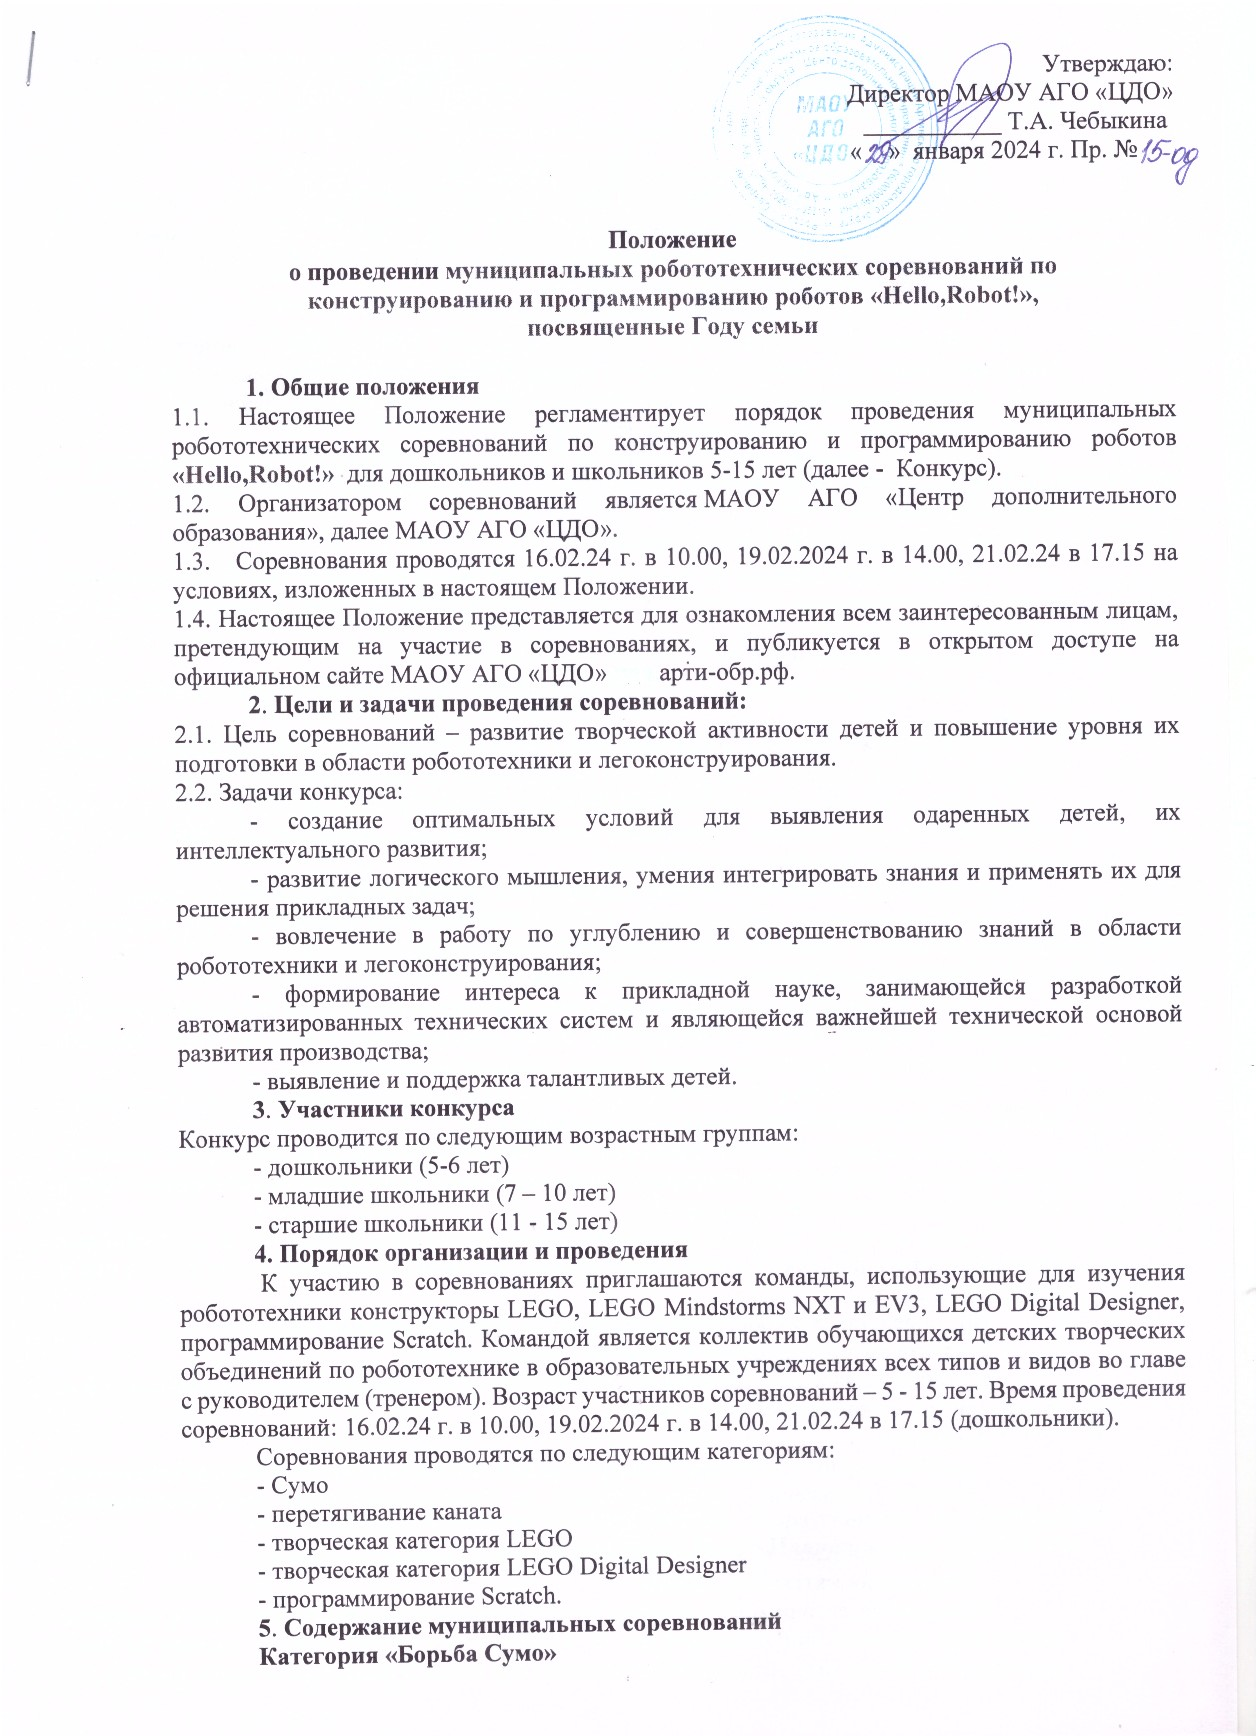 Утверждаю:
Директор МАОУ АГО «ЦДО»
___________ Т.А. Чебыкина
«29» января 2024 г. Пр. №15-од
МАОУ
АГО
«ЦДО
Положение
о проведении муниципальных робототехнических соревнований по
конструированию и программированию роботов «Hello,Robot!»,
посвященные Году семьи
1. Общие положения
1.1. Настоящее Положение регламентирует порядок проведения муниципальных
робототехнических соревнований по конструированию и программированию роботов
«Hello,Robot!» для дошкольников и школьников 5-15 лет (далее - Конкурс).
1.2. Организатором соревнований является МАОУ АГО «Центр дополнительного
образования», далее МАОУ АГО «ЦДО».
1.3. Соревнования проводятся 16.02.24 г. в 10.00, 19.02.2024 г. в 14.00, 21.02.24 в 17.15 на
условиях, изложенных в настоящем Положении.
1.4. Настоящее Положение представляется для ознакомления всем заинтересованным лицам,
претендующим на участие в соревнованиях, и публикуется в открытом доступе на
официальном сайте МАОУ АГО «ЦДО» арти-обр.рф.
2. Цели и задачи проведения соревнований:
2.1. Цель соревнований – развитие творческой активности детей и повышение уровня их
подготовки в области робототехники и легоконструирования.
2.2. Задачи конкурса:
- создание оптимальных условий для выявления одаренных детей, их
интеллектуального развития;
- развитие логического мышления, умения интегрировать знания и применять их для
решения прикладных задач;
- вовлечение в работу по углублению и совершенствованию знаний в области
робототехники и легоконструирования;
- формирование интереса к прикладной науке, занимающейся разработкой
автоматизированных технических систем и являющейся важнейшей технической основой
развития производства;
- выявление и поддержка талантливых детей.
3. Участники конкурса
Конкурс проводится по следующим возрастным группам:
- дошкольники (5-6 лет)
- младшие школьники (7 – 10 лет)
- старшие школьники (11 - 15 лет)
4. Порядок организации и проведения
К участию в соревнованиях приглашаются команды, использующие для изучения
робототехники конструкторы LEGO, LEGO Mindstorms NXT и EV3, LEGO Digital Designer,
программирование Scratch. Командой является коллектив обучающихся детских творческих
объединений по робототехнике в образовательных учреждениях всех типов и видов во главе
с руководителем (тренером). Возраст участников соревнований – 5 - 15 лет. Время проведения
соревнований: 16.02.24 г. в 10.00, 19.02.2024 г. в 14.00, 21.02.24 в 17.15 (дошкольники).
Соревнования проводятся по следующим категориям:
- Сумо
- перетягивание каната
- творческая категория LEGO
- творческая категория LEGO Digital Designer
- программирование Scratch.
5. Содержание муниципальных соревнований
Категория «Борьба Сумо»